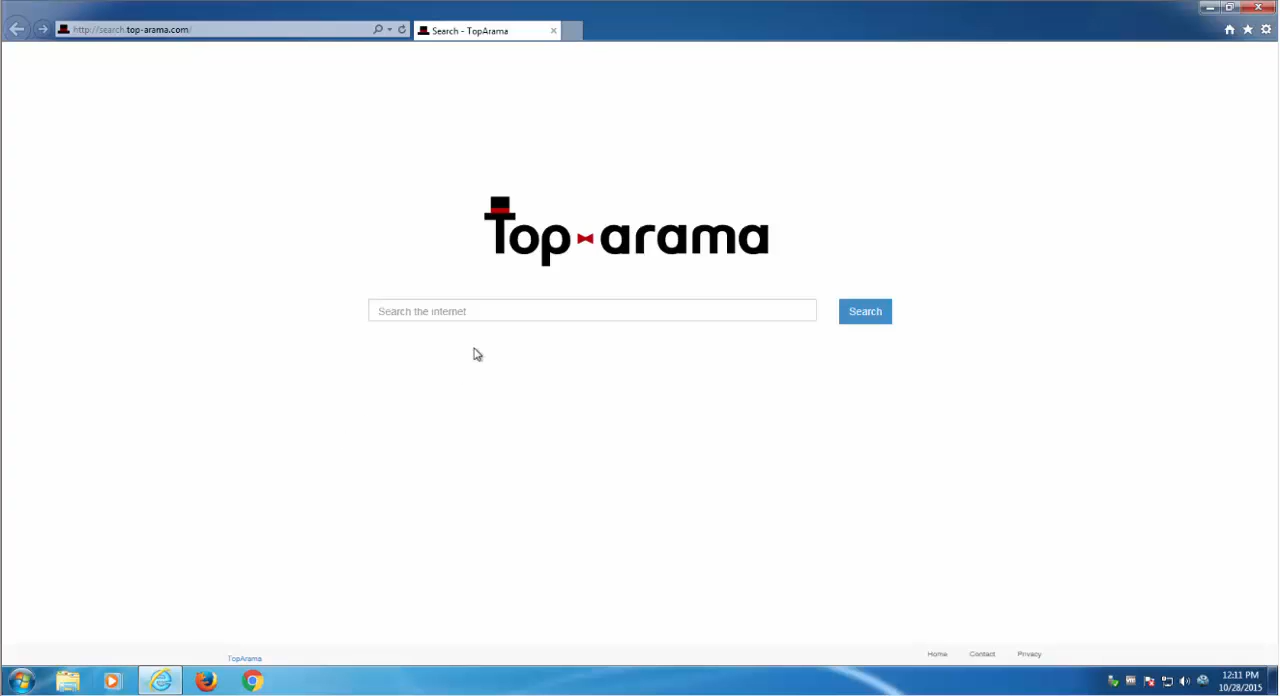 http://search.top-arama.com/
Search - TopArama
Top-arama
Search the internet
Search
TopArama
Home
Contact
Privacy
12:11 PM
10/28/2015